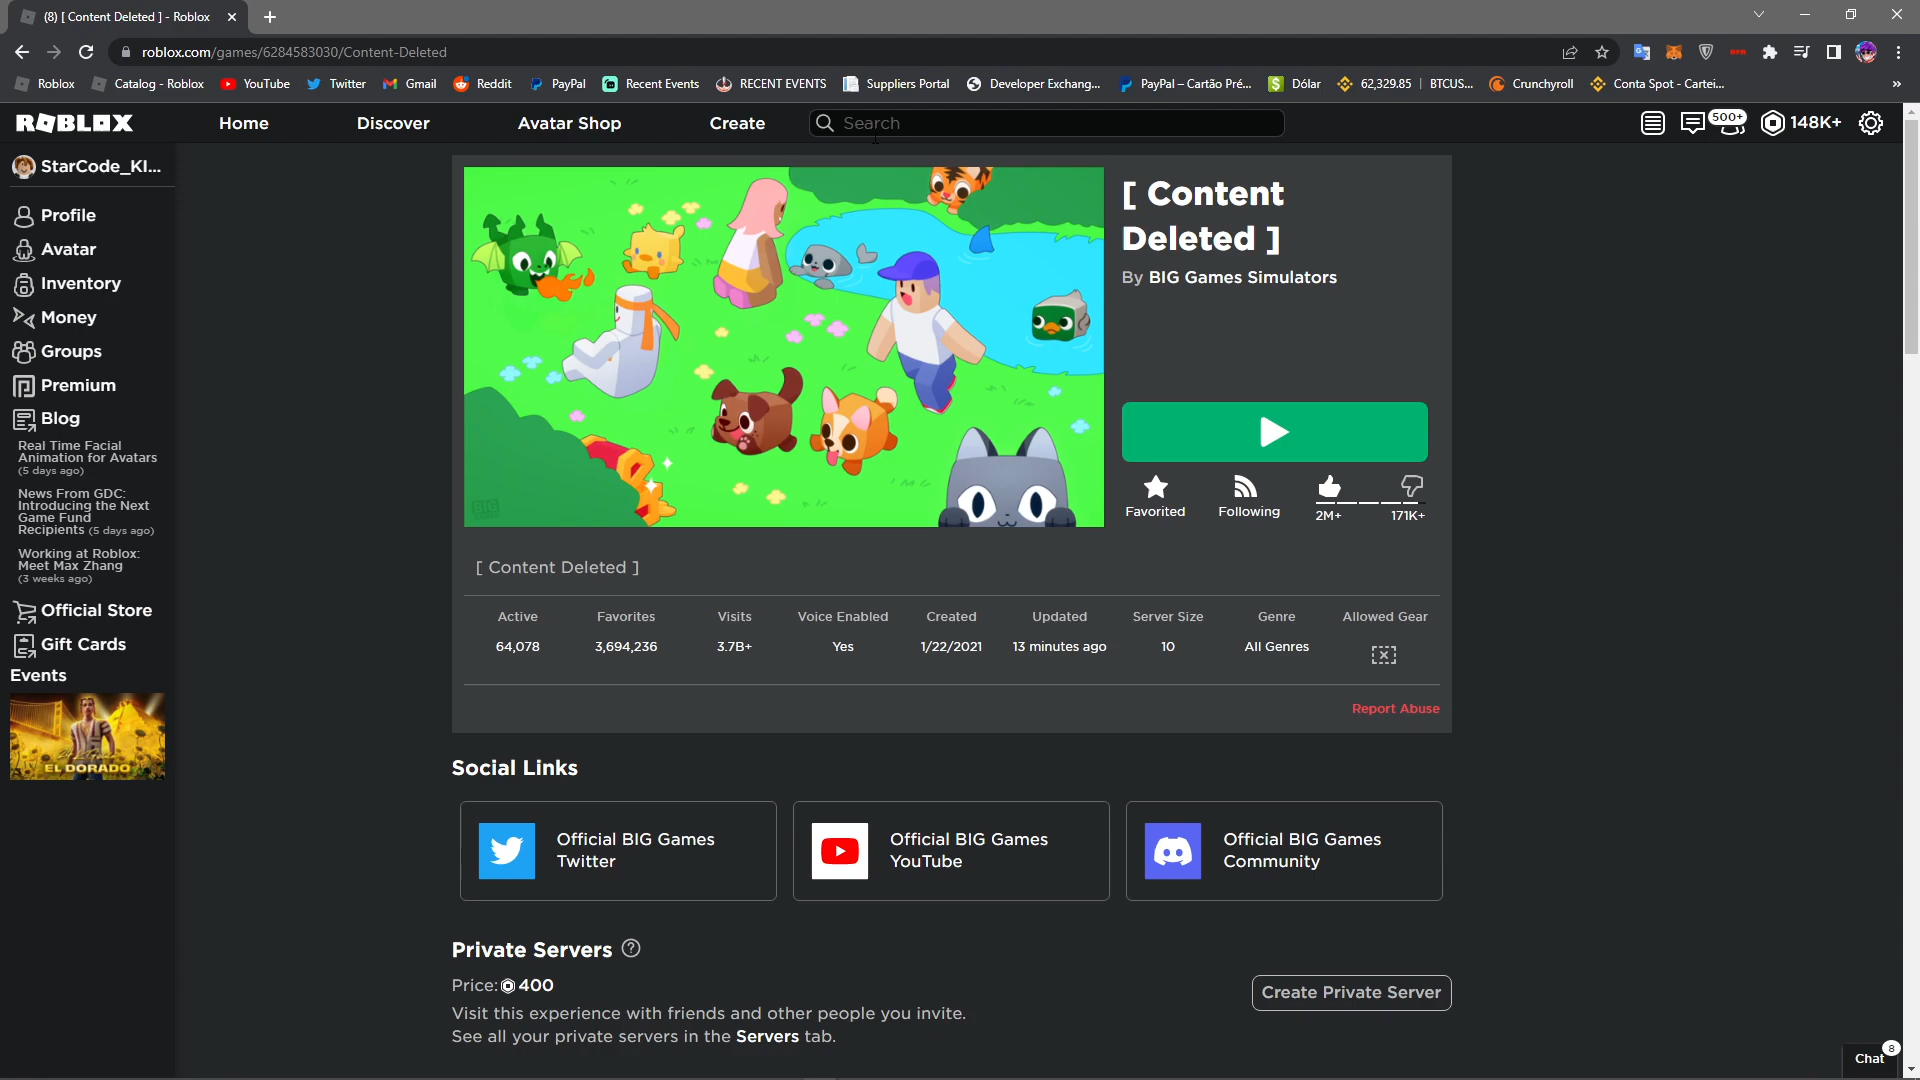 (8) [ Content Deleted ] - Roblox
roblox.com/games/6284583030/Content-Deleted
Roblox
Catalog - Roblox
YouTube
Twitter
Gmail
Reddit
PayPal
Recent Events
RECENT EVENTS
Suppliers Portal
Developer Exchang...
PayPal – Cartão Pré...
Dólar
62,329.85 | BTCUS...
Crunchyroll
Conta Spot - Cartei...
»
ROBLOX
Home
Discover
Avatar Shop
Create
Search
500+
148K+
StarCode_KI...
Profile
Avatar
Inventory
Money
Groups
Premium
Blog
Real Time Facial
Animation for Avatars
(5 days ago)
News From GDC:
Introducing the Next
Game Fund
Recipients (5 days ago)
Working at Roblox:
Meet Max Zhang
(3 weeks ago)
Official Store
Gift Cards
Events
EL DORADO
BIG
[ Content
Deleted ]
By BIG Games Simulators
Favorited
Following
2M+
171K+
[ Content Deleted ]
Active
Favorites
Visits
Voice Enabled
Created
Updated
Server Size
Genre
Allowed Gear
64,078
3,694,236
3.7B+
Yes
1/22/2021
13 minutes ago
10
All Genres
Report Abuse
Social Links
Official BIG Games
Twitter
Official BIG Games
YouTube
Official BIG Games
Community
Private Servers
Price: 400
Visit this experience with friends and other people you invite.
See all your private servers in the Servers tab.
Create Private Server
Chat
8